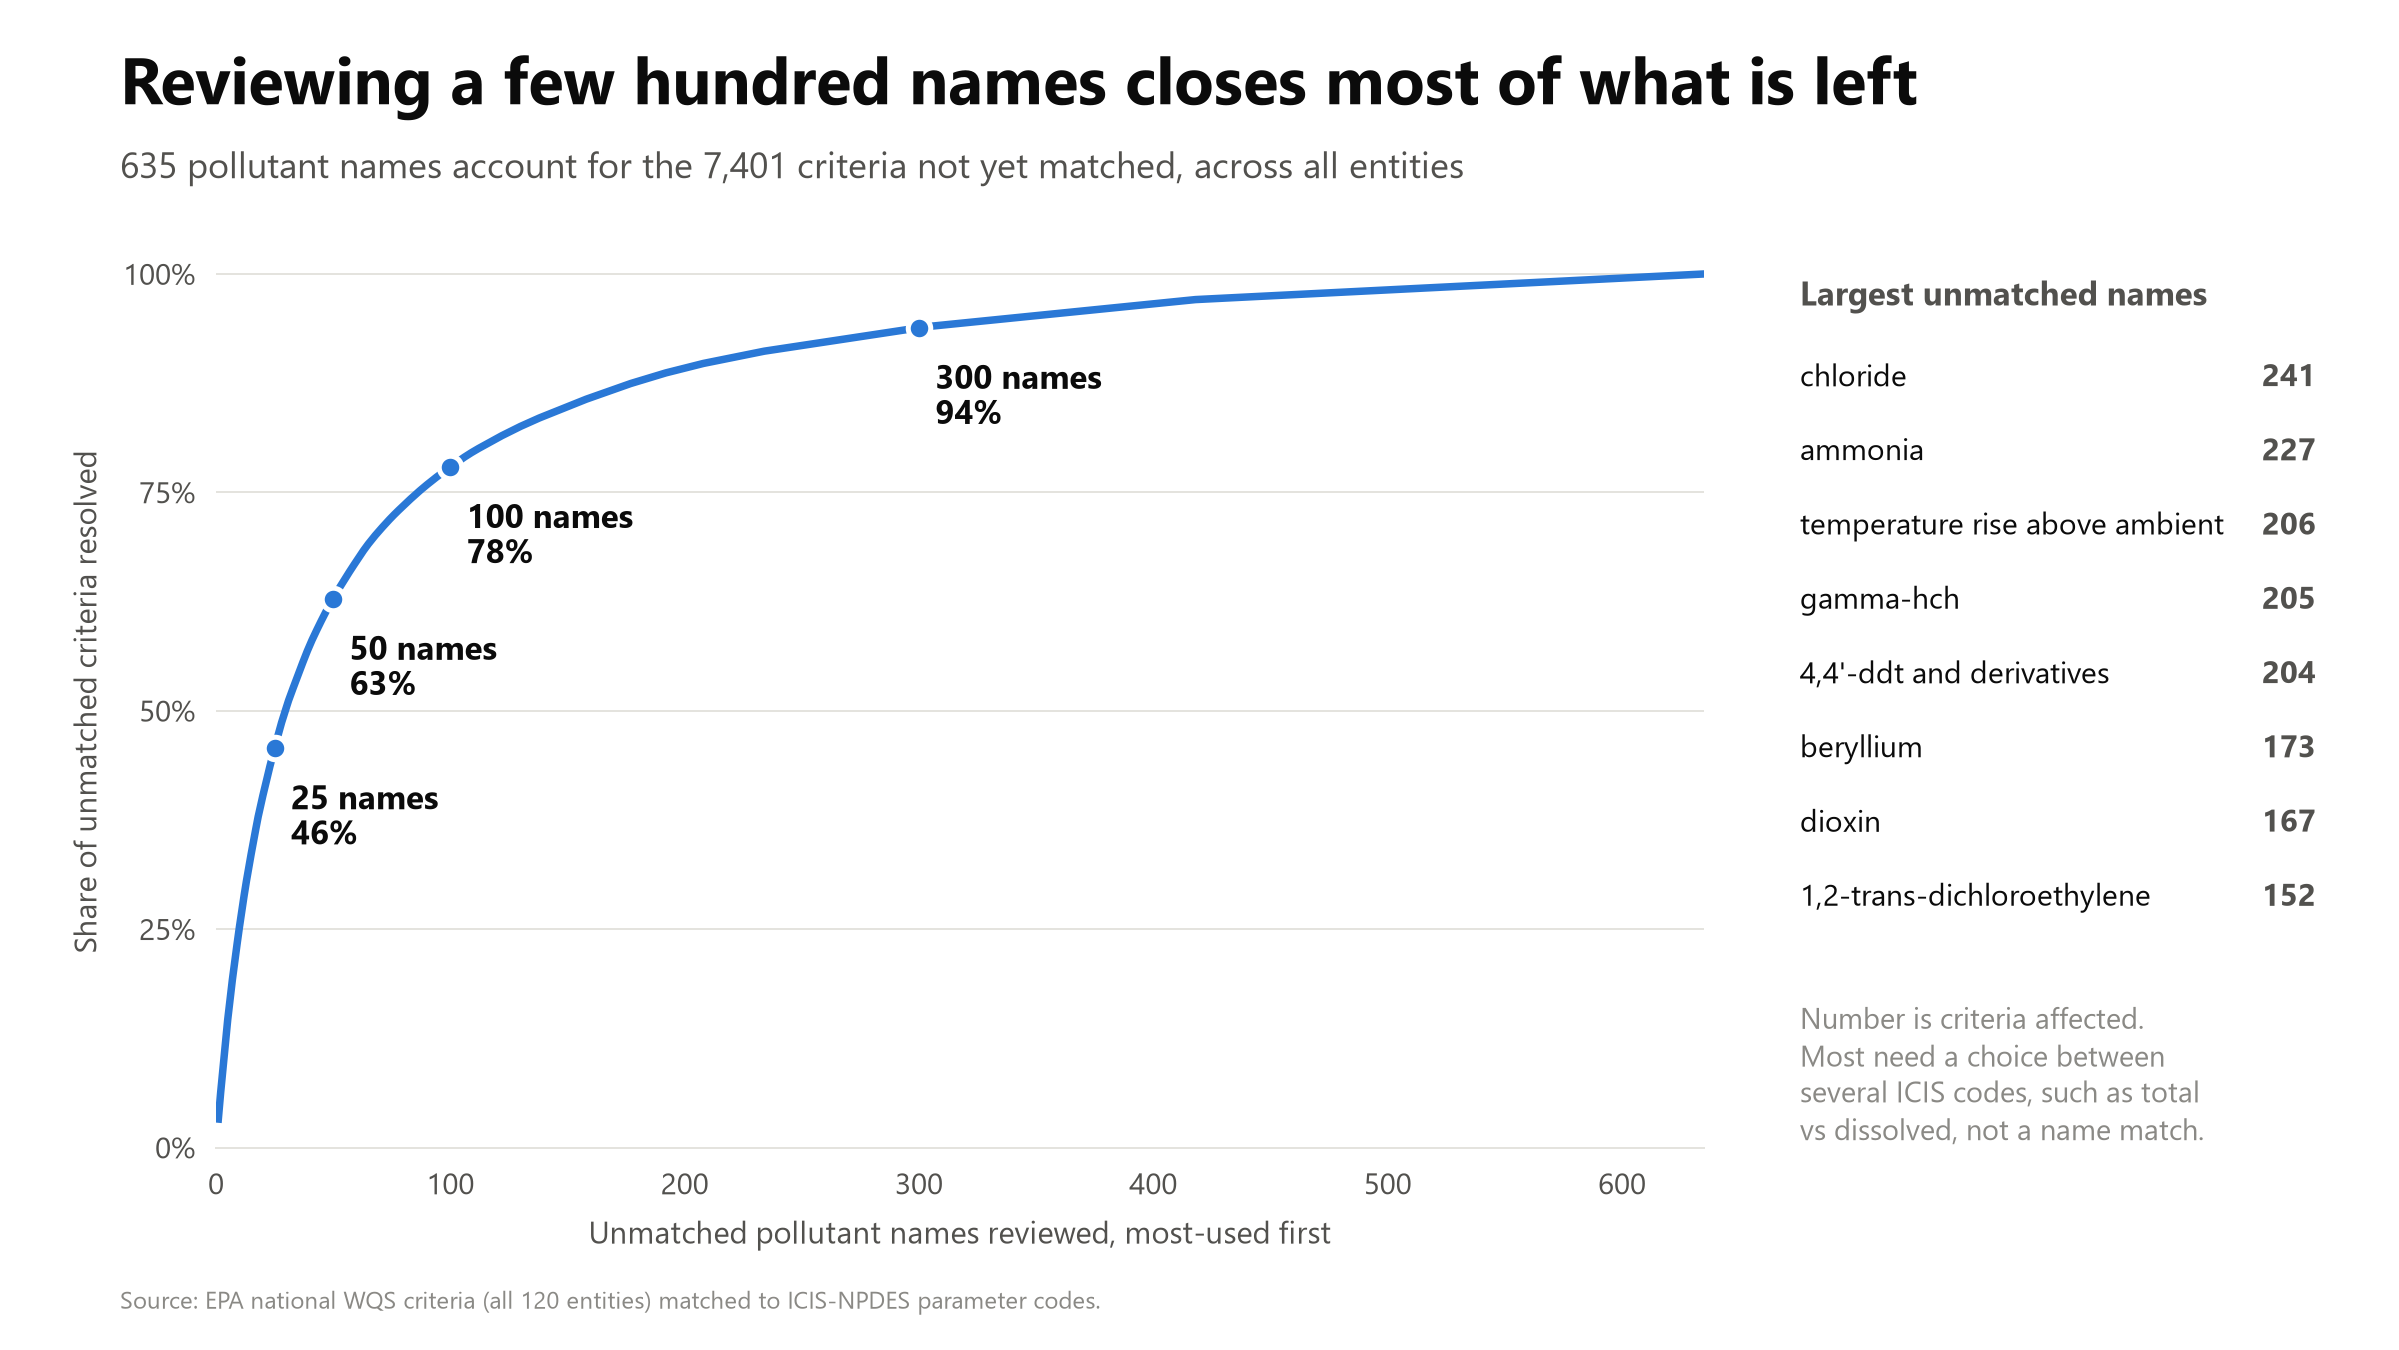 Reviewing a few hundred names closes most of what is left
635 pollutant names account for the 7,401 criteria not yet matched, across all entities
Share of unmatched criteria resolved
100%
75%
50%
25%
0%
300 names
94%
100 names
78%
50 names
63%
25 names
46%
0
100
200
300
400
500
600
Unmatched pollutant names reviewed, most-used first
Largest unmatched names
chloride 241
ammonia 227
temperature rise above ambient 206
gamma-hch 205
4,4'-ddt and derivatives 204
beryllium 173
dioxin 167
1,2-trans-dichloroethylene 152
Number is criteria affected.
Most need a choice between
several ICIS codes, such as total
vs dissolved, not a name match.
Source: EPA national WQS criteria (all 120 entities) matched to ICIS-NPDES parameter codes.